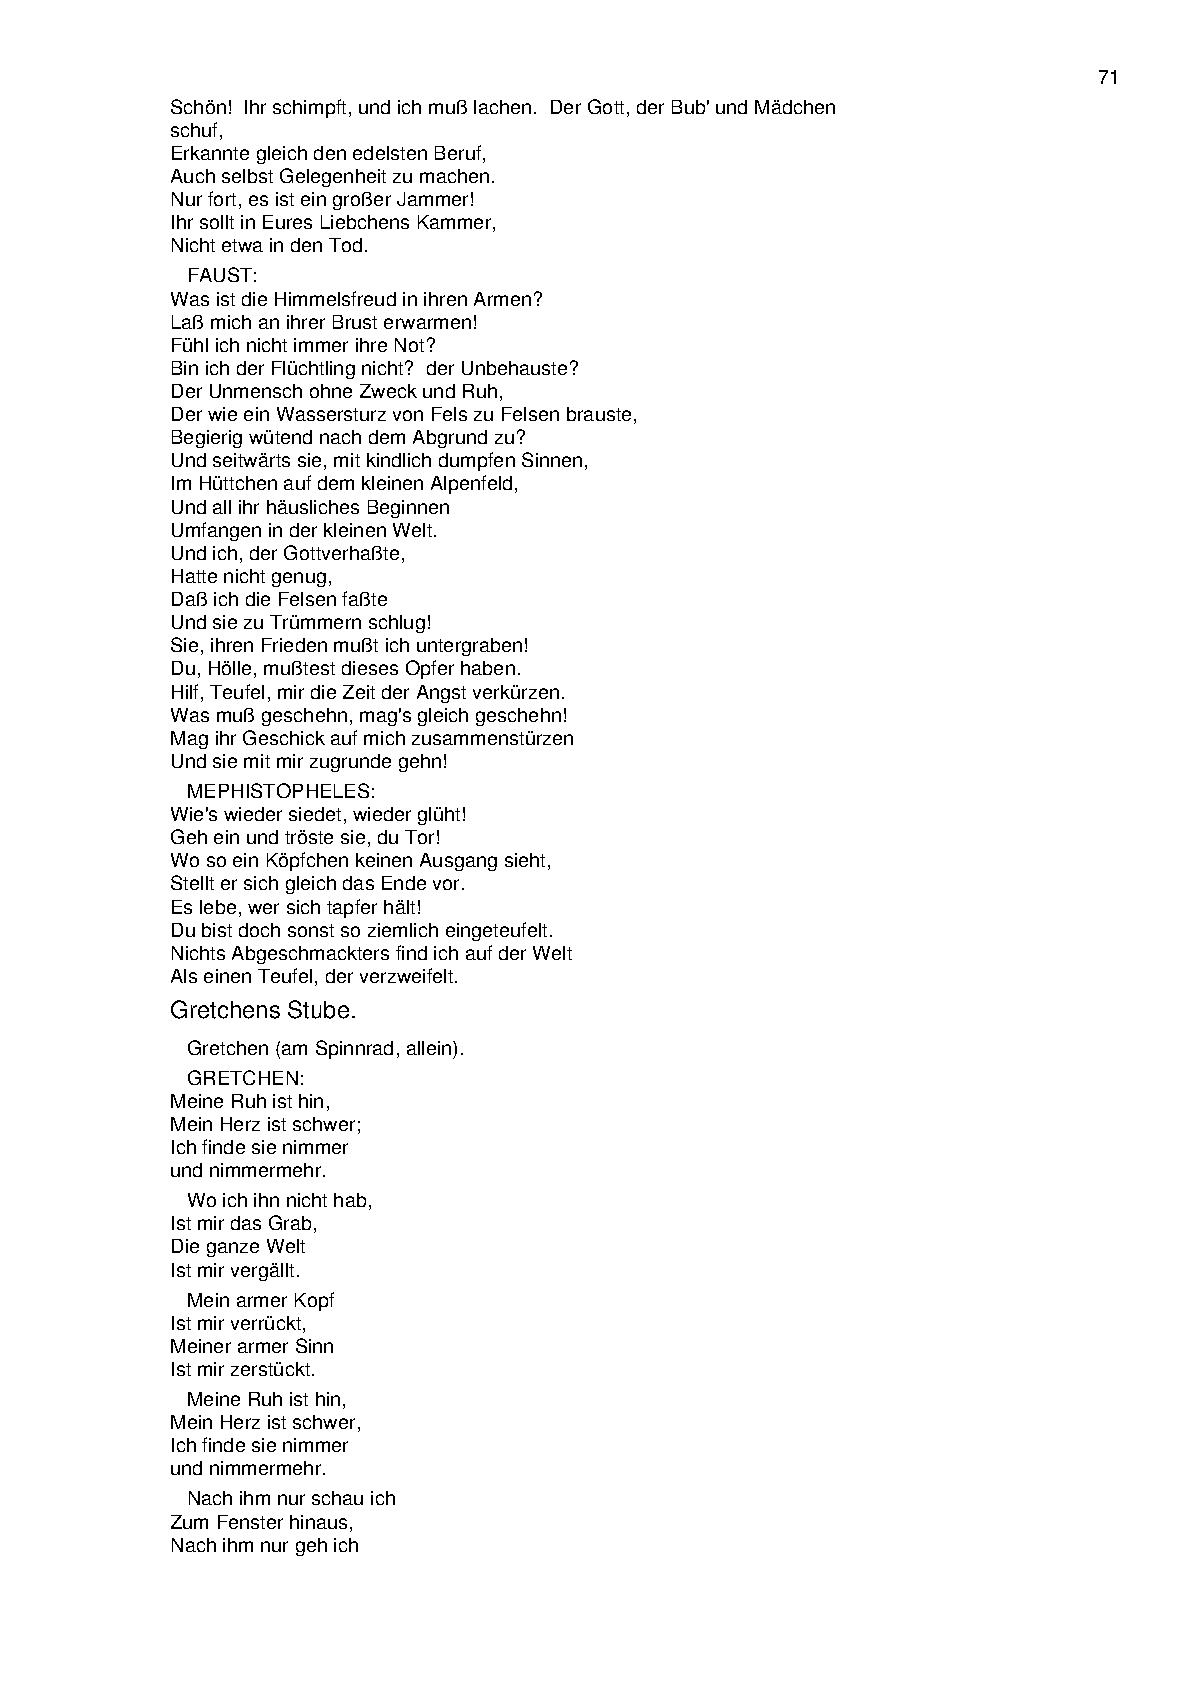 71
Schön!  Ihr schimpft, und ich muß lachen.  Der Gott, der Bub' und Mädchen
schuf,
Erkannte gleich den edelsten Beruf,
Auch selbst Gelegenheit zu machen.
Nur fort, es ist ein großer Jammer!
Ihr sollt in Eures Liebchens Kammer,
Nicht etwa in den Tod.
FAUST:
Was ist die Himmelsfreud in ihren Armen?
Laß mich an ihrer Brust erwarmen!
Fühl ich nicht immer ihre Not?
Bin ich der Flüchtling nicht?  der Unbehauste?
Der Unmensch ohne Zweck und Ruh,
Der wie ein Wassersturz von Fels zu Felsen brauste,
Begierig wütend nach dem Abgrund zu?
Und seitwärts sie, mit kindlich dumpfen Sinnen,
Im Hüttchen auf dem kleinen Alpenfeld,
Und all ihr häusliches Beginnen
Umfangen in der kleinen Welt.
Und ich, der Gottverhaßte,
Hatte nicht genug,
Daß ich die Felsen faßte
Und sie zu Trümmern schlug!
Sie, ihren Frieden mußt ich untergraben!
Du, Hölle, mußtest dieses Opfer haben.
Hilf, Teufel, mir die Zeit der Angst verkürzen.
Was muß geschehn, mag's gleich geschehn!
Mag ihr Geschick auf mich zusammenstürzen
Und sie mit mir zugrunde gehn!
MEPHISTOPHELES:
Wie's wieder siedet, wieder glüht!
Geh ein und tröste sie, du Tor!
Wo so ein Köpfchen keinen Ausgang sieht,
Stellt er sich gleich das Ende vor.
Es lebe, wer sich tapfer hält!
Du bist doch sonst so ziemlich eingeteufelt.
Nichts Abgeschmackters find ich auf der Welt
Als einen Teufel, der verzweifelt.
Gretchens Stube.
Gretchen (am Spinnrad, allein).
GRETCHEN:
Meine Ruh ist hin,
Mein Herz ist schwer;
Ich finde sie nimmer
und nimmermehr.
Wo ich ihn nicht hab,
Ist mir das Grab,
Die ganze Welt
Ist mir vergällt.
Mein armer Kopf
Ist mir verrückt,
Meiner armer Sinn
Ist mir zerstückt.
Meine Ruh ist hin,
Mein Herz ist schwer,
Ich finde sie nimmer
und nimmermehr.
Nach ihm nur schau ich
Zum Fenster hinaus,
Nach ihm nur geh ich